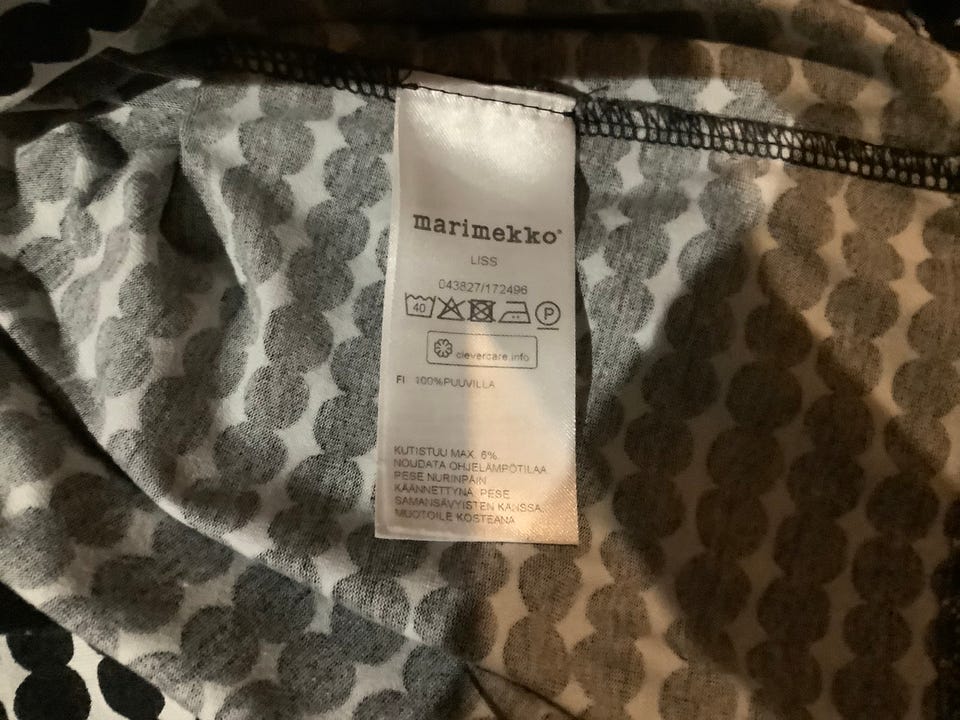 marimekko®
LISS
043827/172496
40 P
clevercare.info
FI 100%PUUVILLA
KUTISTUU MAX. 6%.
NOUDATA OHJELÄMPÖTILAA
PESE NURINPÄIN
KÄÄNNETTYNÄ. PESE
SAMANSÄVYISTEN KANSSA.
MUOTOILE KOSTEANA